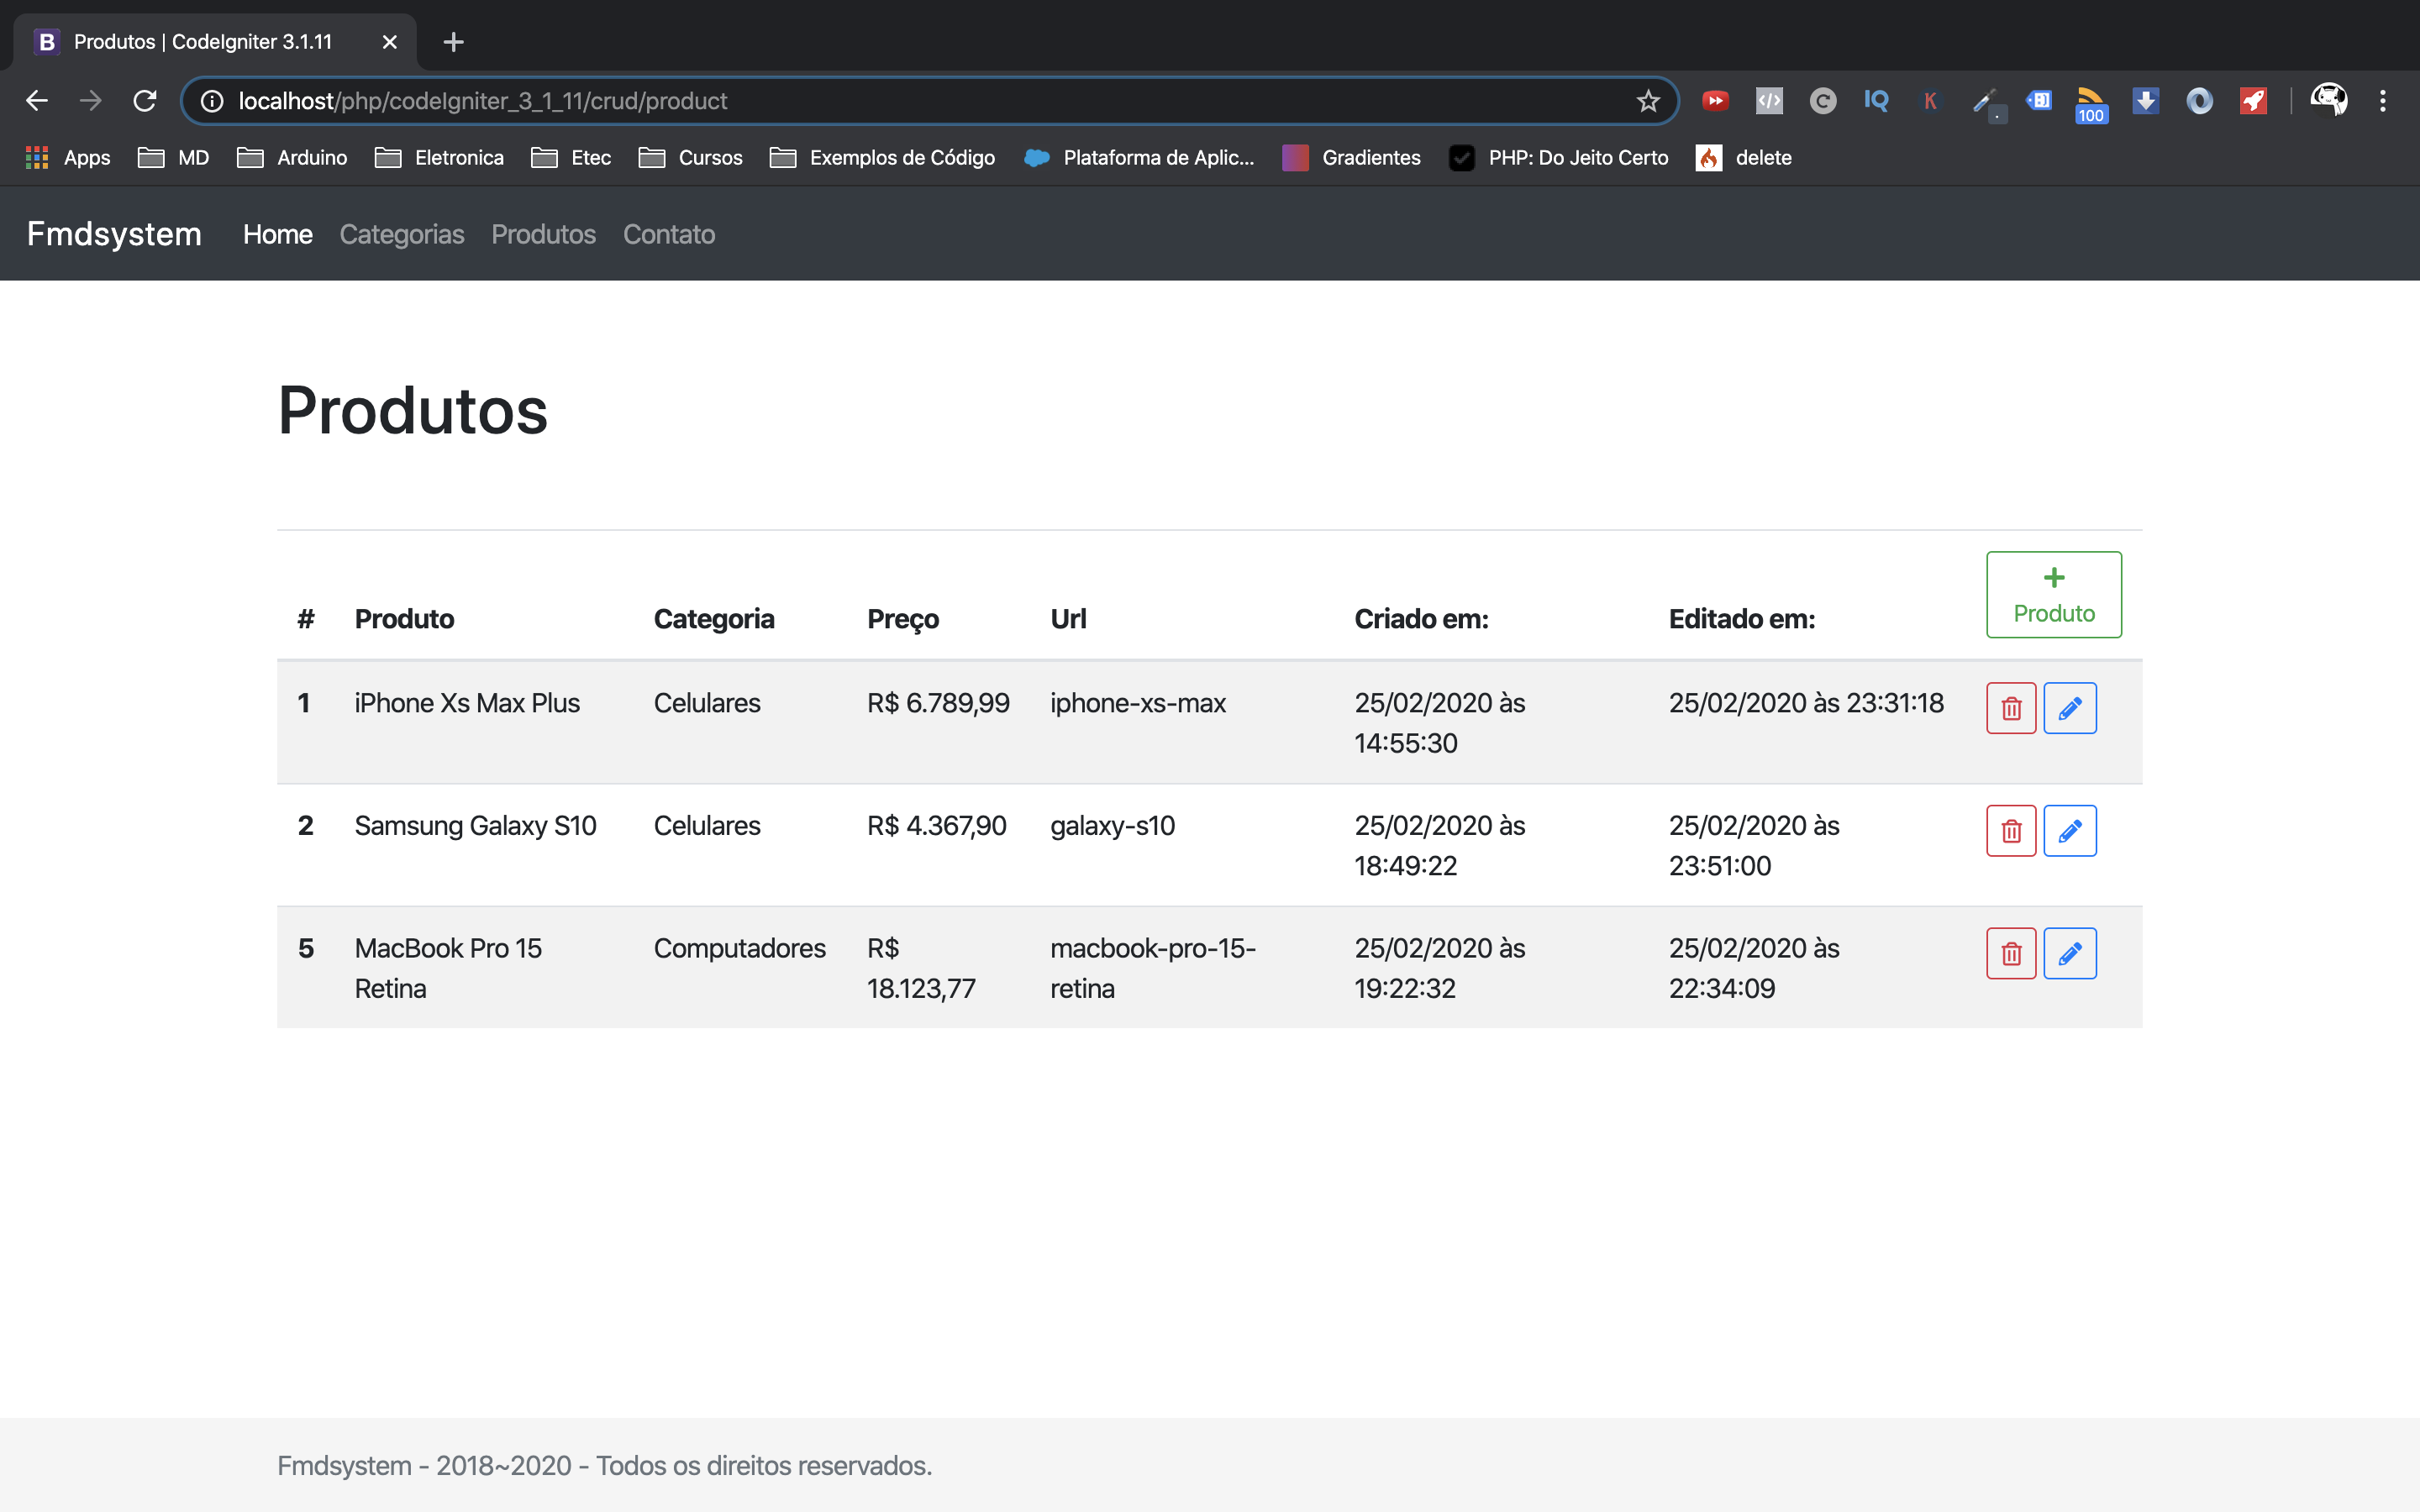 Produtos | CodeIgniter 3.1.11
localhost/php/codeIgniter_3_1_11/crud/product
IQ
K
100
Apps MD Arduino Eletronica Etec Cursos Exemplos de Código Plataforma de Aplic... Gradientes PHP: Do Jeito Certo delete
Fmdsystem Home Categorias Produtos Contato
Produtos
# Produto Categoria Preço Url Criado em: Editado em: + Produto
1 iPhone Xs Max Plus Celulares R$ 6.789,99 iphone-xs-max 25/02/2020 às 14:55:30 25/02/2020 às 23:31:18
2 Samsung Galaxy S10 Celulares R$ 4.367,90 galaxy-s10 25/02/2020 às 18:49:22 25/02/2020 às 23:51:00
5 MacBook Pro 15 Retina Computadores R$ 18.123,77 macbook-pro-15-retina 25/02/2020 às 19:22:32 25/02/2020 às 22:34:09
Fmdsystem - 2018~2020 - Todos os direitos reservados.